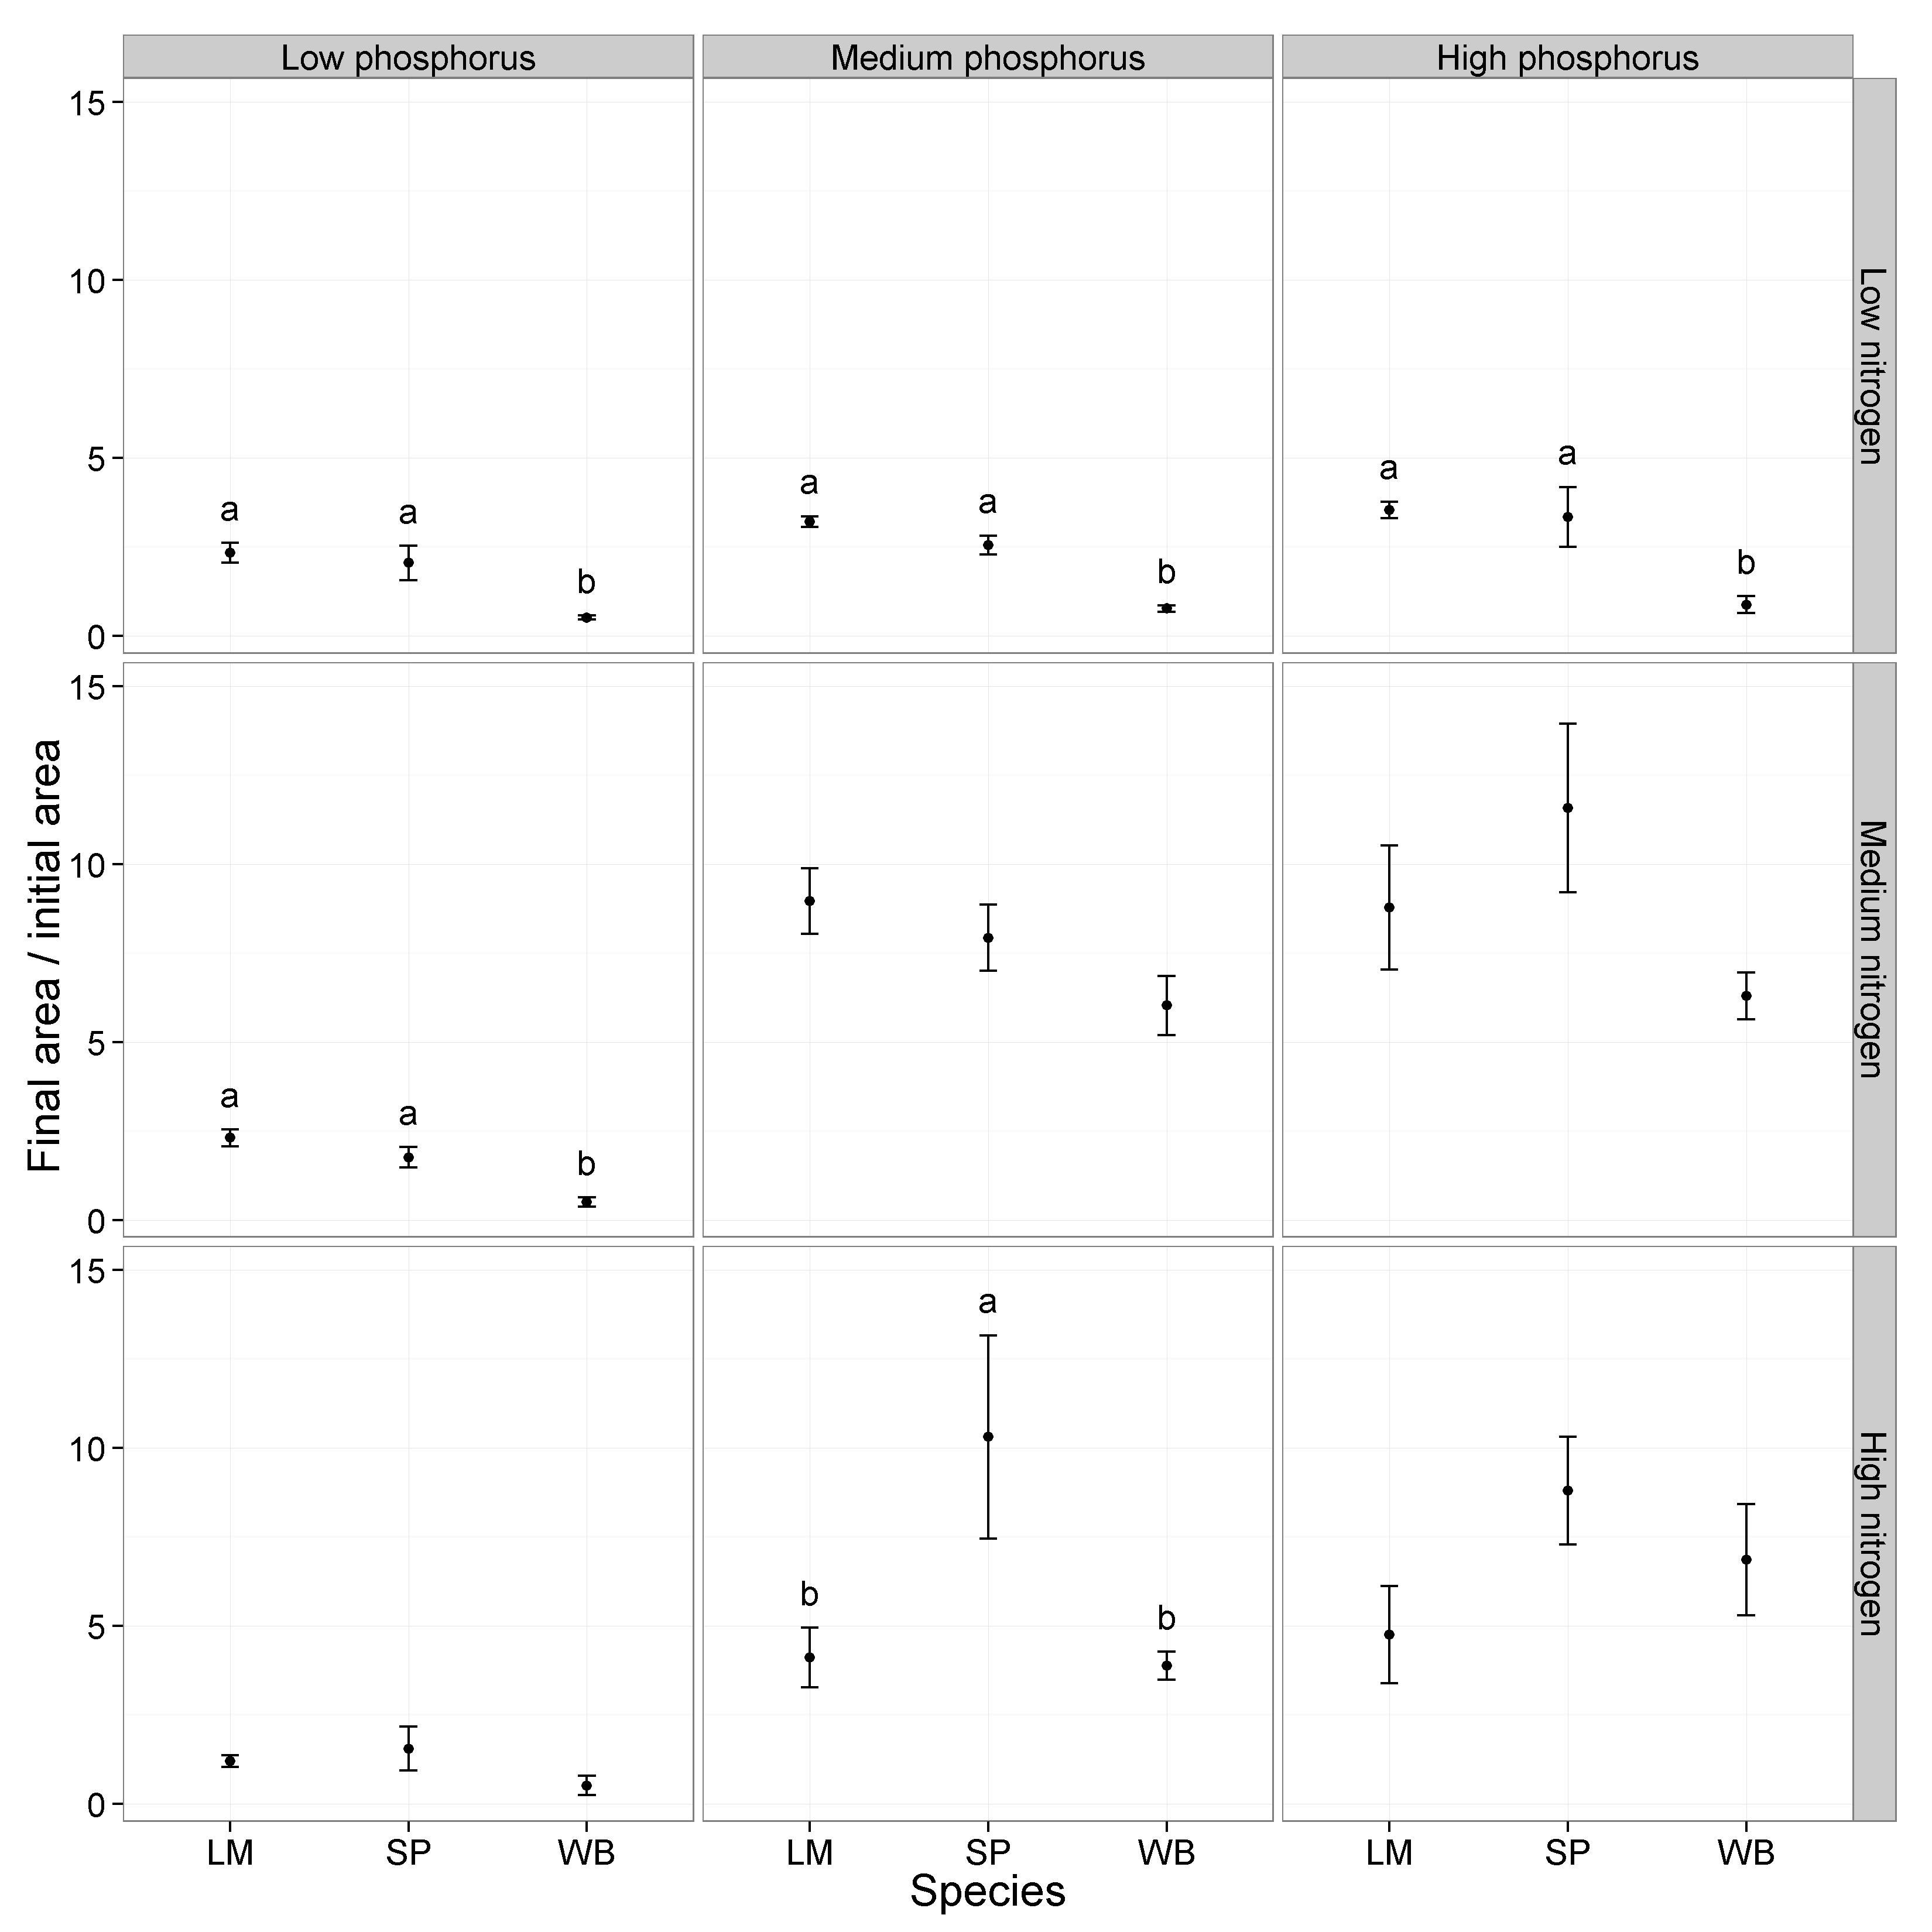 Low phosphorus
Medium phosphorus
High phosphorus
15
10
5
0
a
a
b
a
a
b
a
a
b
Low nitrogen
15
10
5
0
a
a
b
Medium nitrogen
15
10
5
0
b
a
b
High nitrogen
Final area / initial area
LM SP WB
LM SP WB
LM SP WB
Species